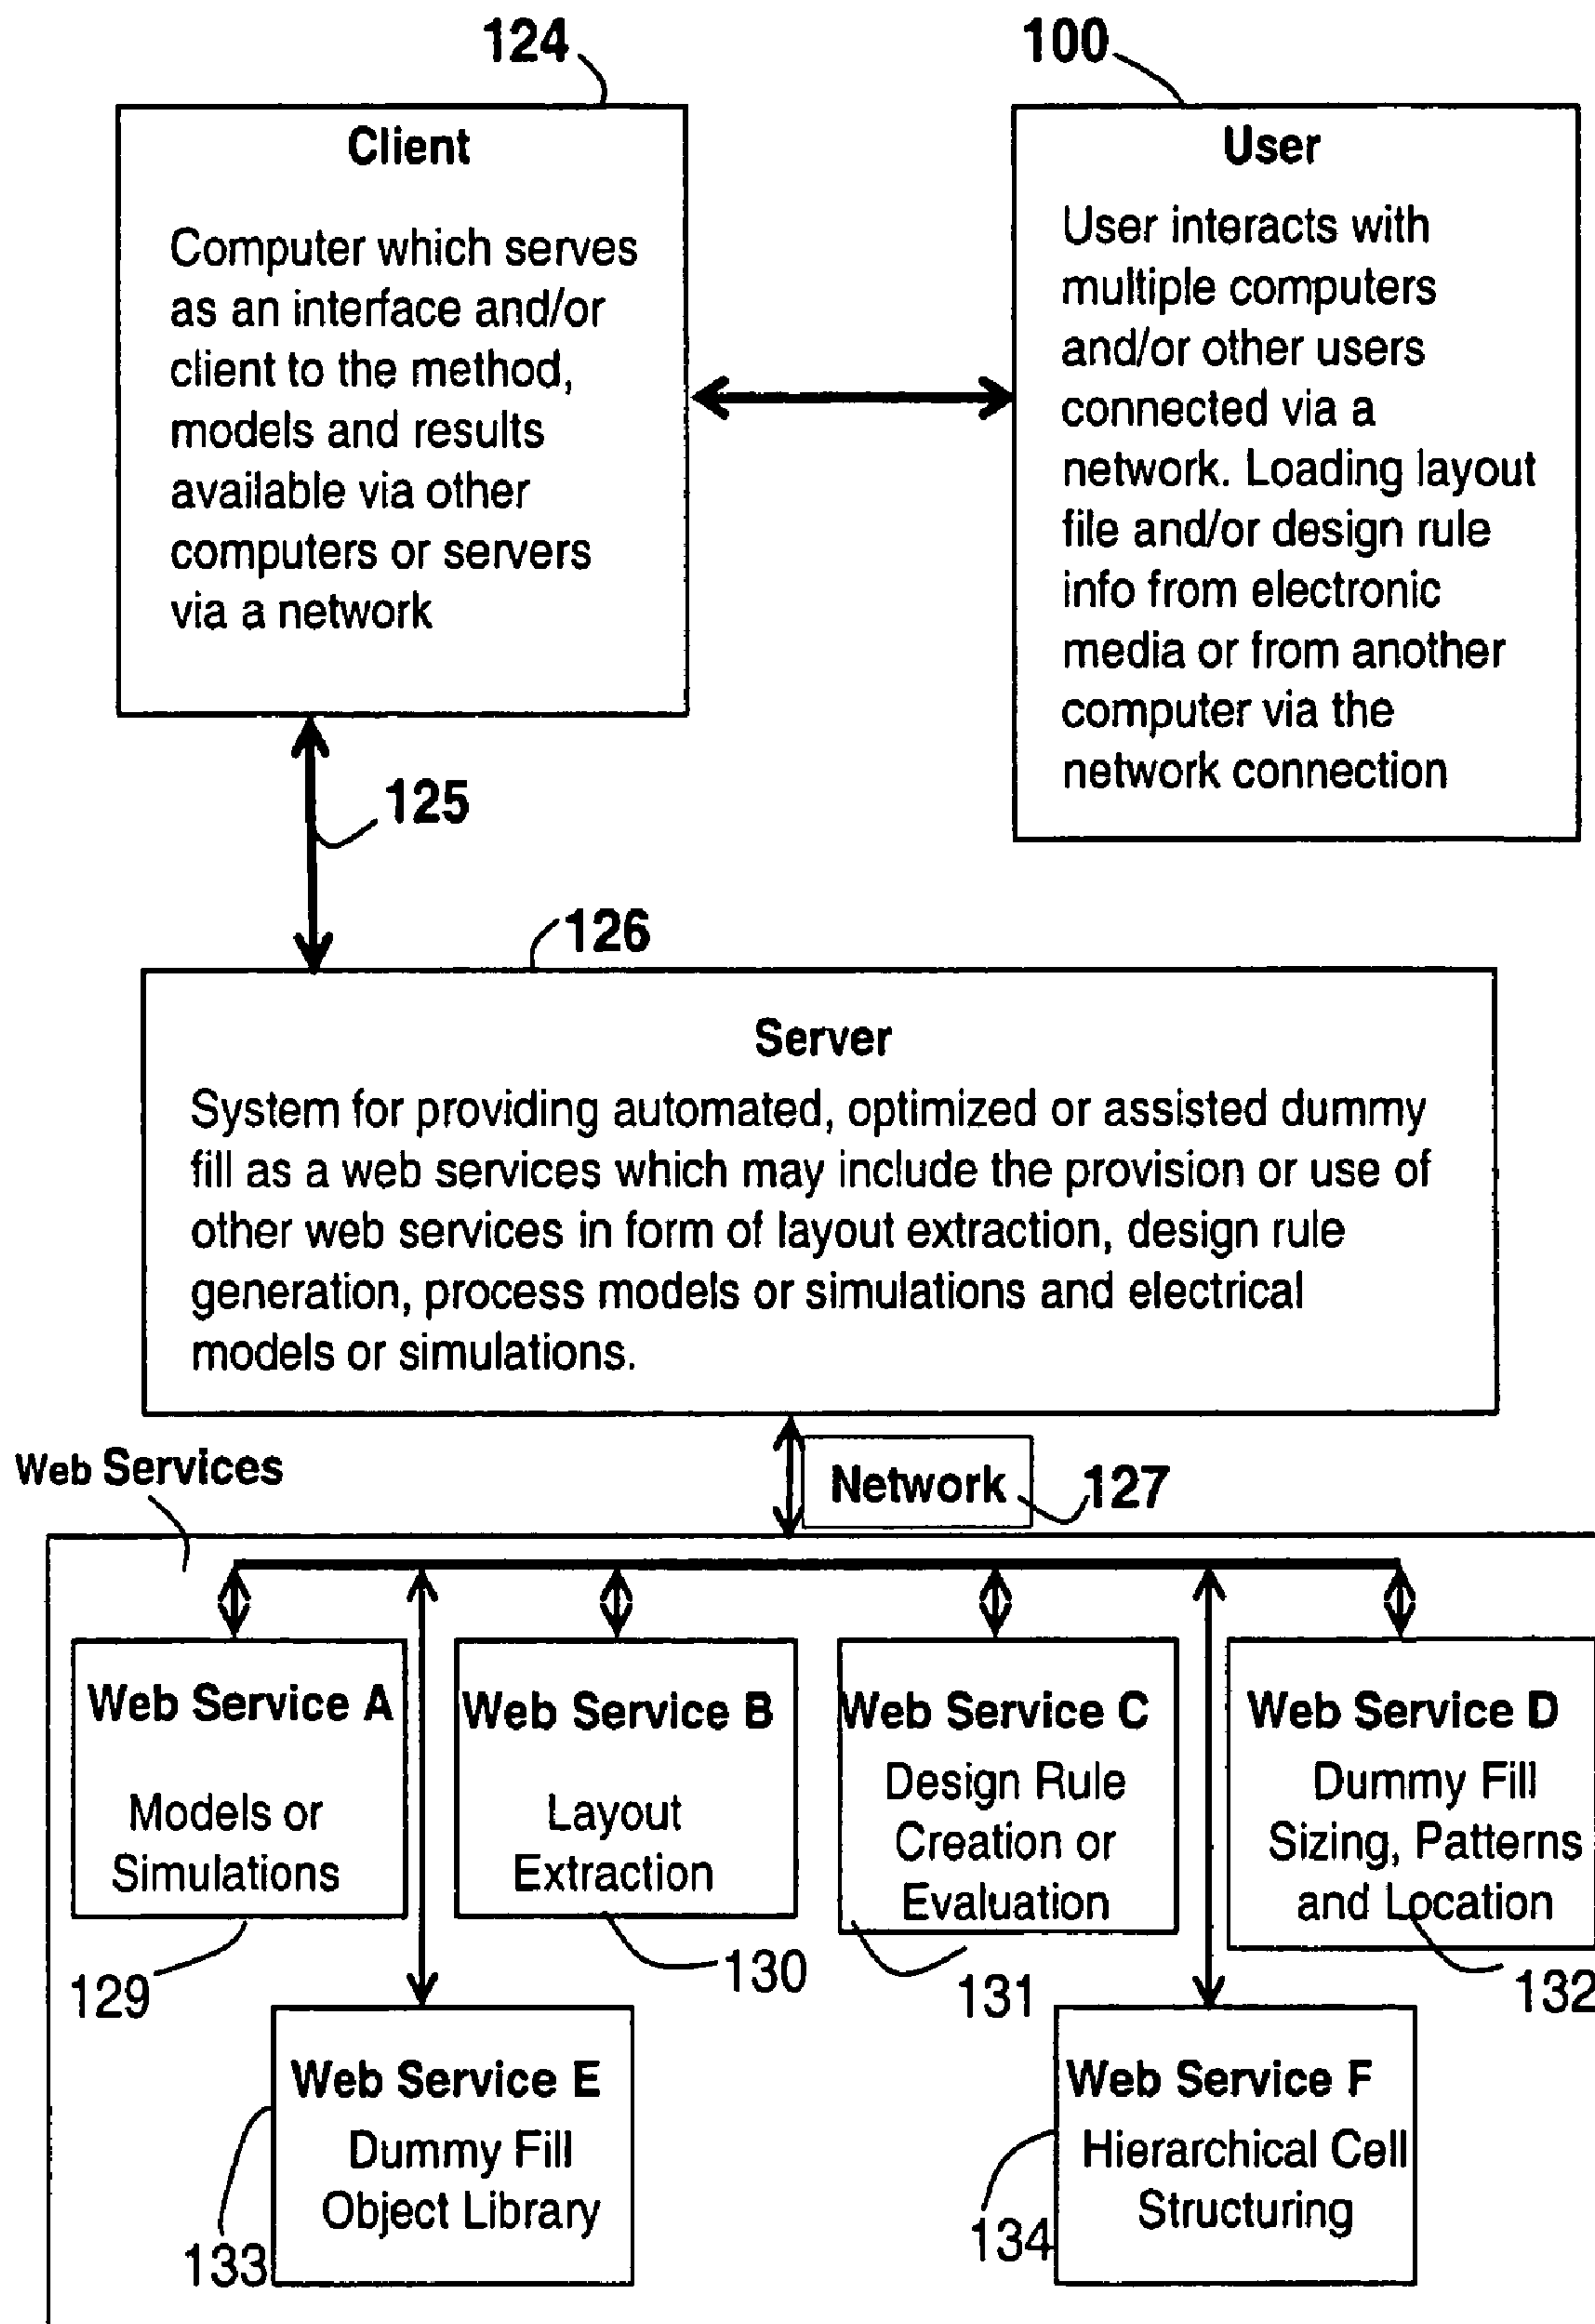 124
100
Client
Computer which serves
as an interface and/or
client to the method,
models and results
available via other
computers or servers
via a network
User
User interacts with
multiple computers
and/or other users
connected via a
network. Loading layout
file and/or design rule
info from electronic
media or from another
computer via the
network connection
125
126
Server
System for providing automated, optimized or assisted dummy
fill as a web services which may include the provision or use of
other web services in form of layout extraction, design rule
generation, process models or simulations and electrical
models or simulations.
Web Services
Network
127
Web Service A
Models or
Simulations
129
Web Service B
Layout
Extraction
130
Web Service C
Design Rule
Creation or
Evaluation
131
Web Service D
Dummy Fill
Sizing, Patterns
and Location
132
Web Service E
Dummy Fill
Object Library
133
Web Service F
Hierarchical Cell
Structuring
134